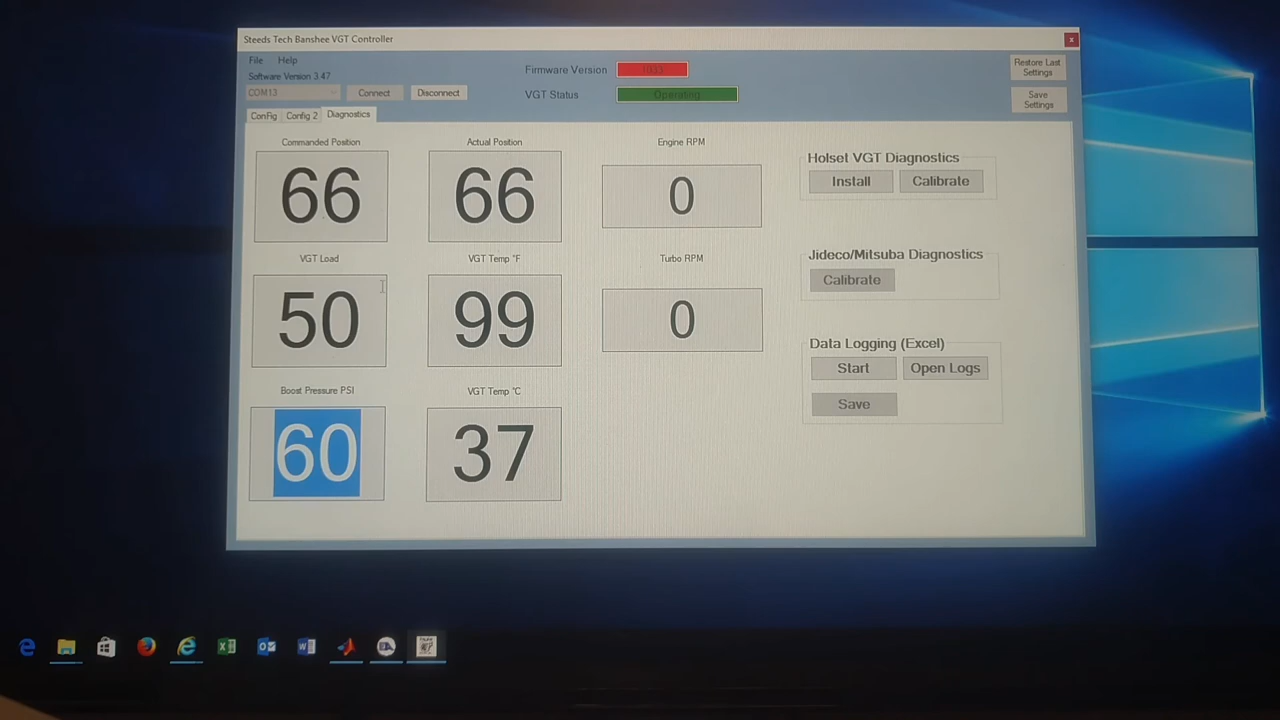 Steeds Tech Banshee VGT Controller
x
File Help
Software Version 3.47
COM13 Connect Disconnect
Firmware Version
VGT Status Operating
Restore Last
Settings
Save
Settings
ConFig Config 2 Diagnostics
Commanded Position Actual Position Engine RPM
66 66 0
VGT Load VGT Temp °F Turbo RPM
50 99 0
Boost Pressure PSI VGT Temp °C
60 37
Holset VGT Diagnostics
Install Calibrate
Jideco/Mitsuba Diagnostics
Calibrate
Data Logging (Excel)
Start Open Logs
Save